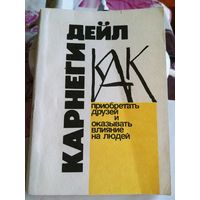 КАРНЕГИ
ДЕЙЛ
КАК
приобретать
друзей
и
оказывать
влияние
на людей